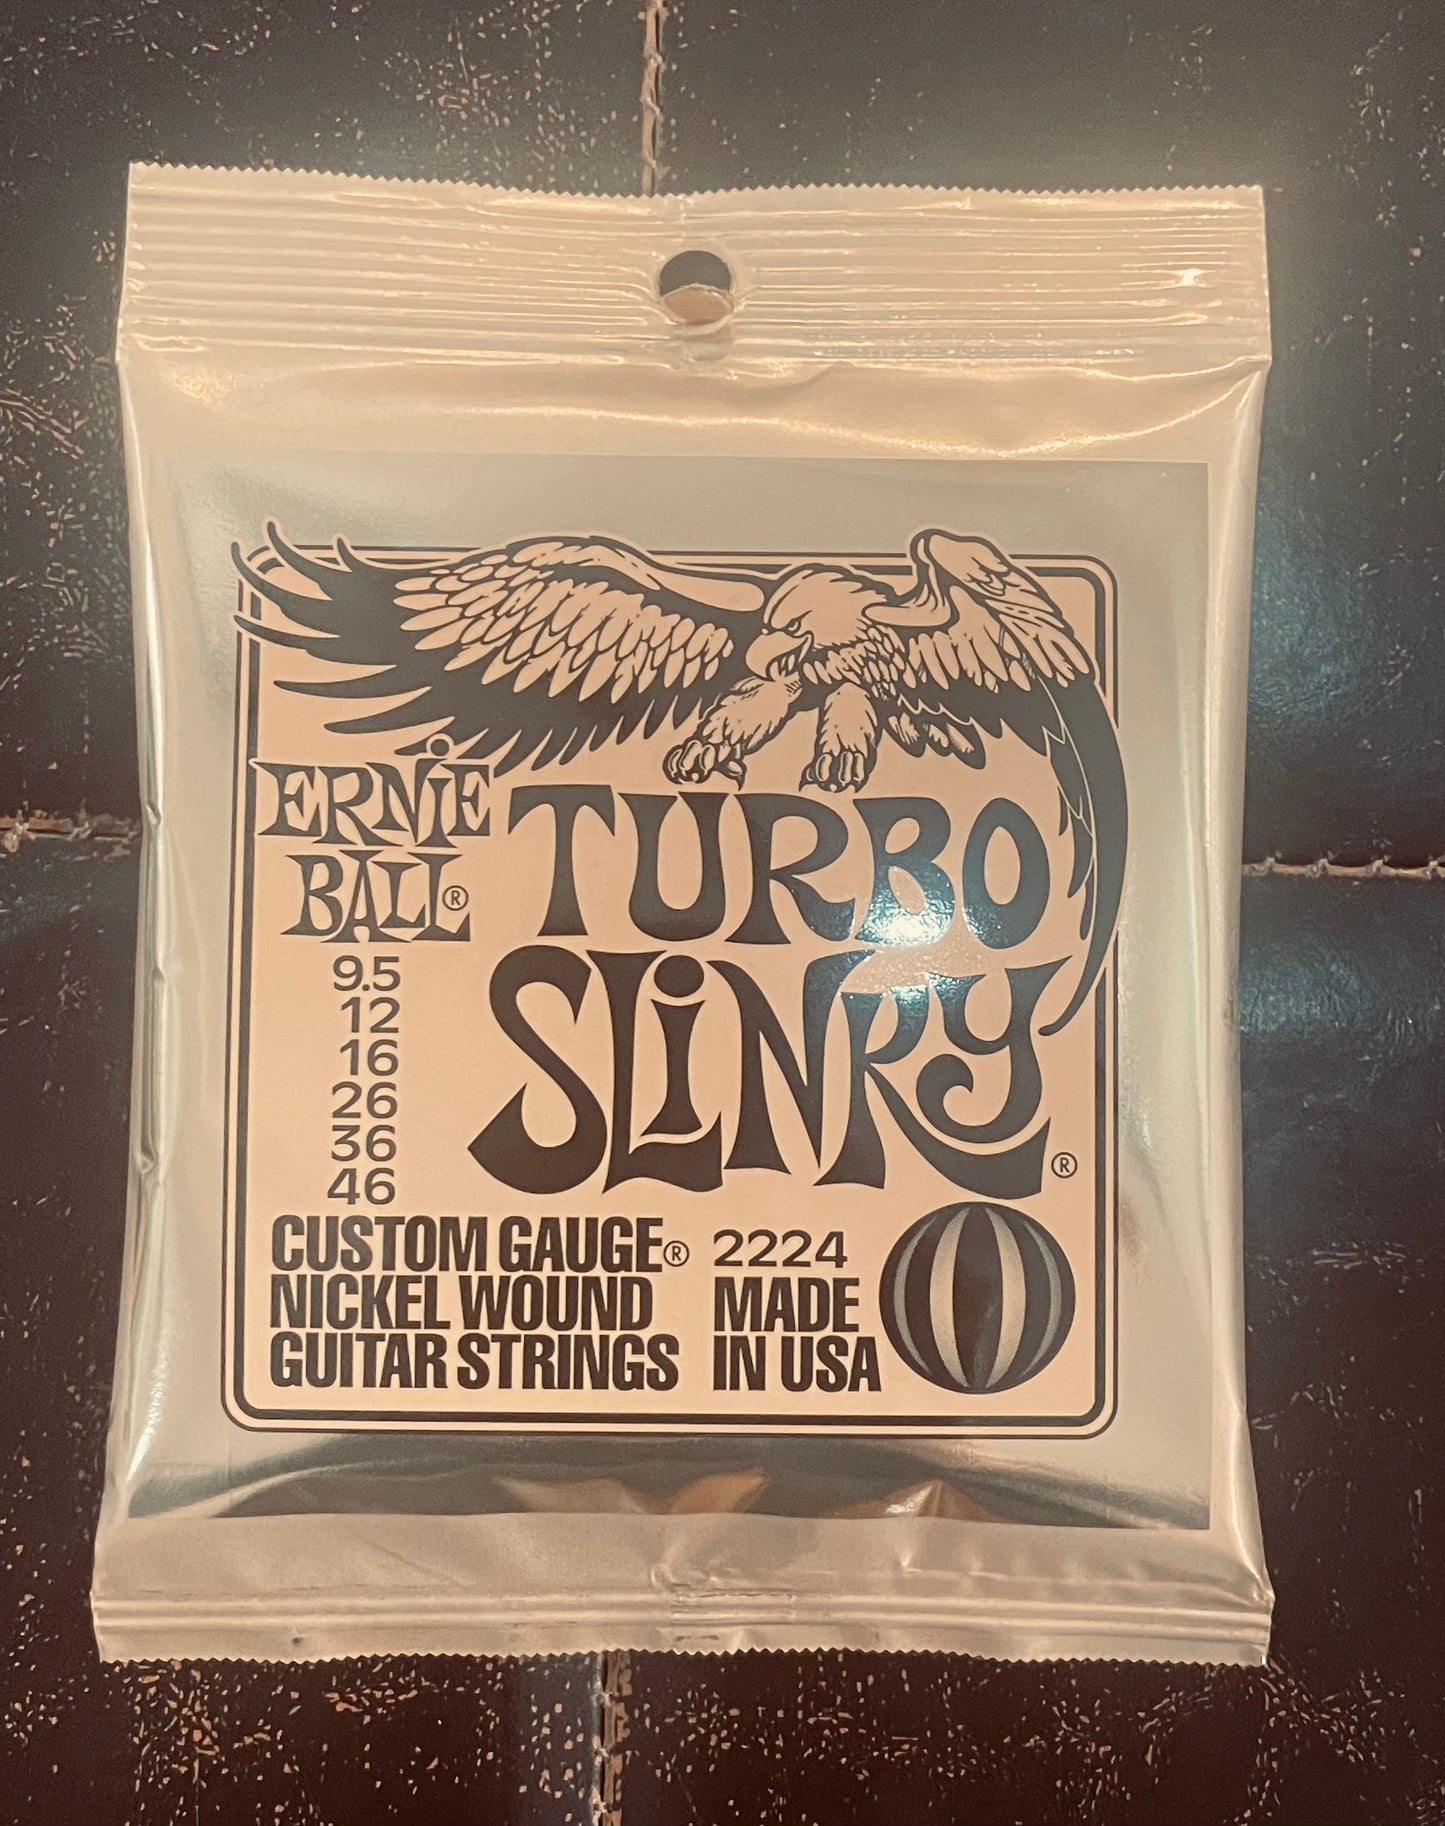 ERNIE
BALL®
TURBO
SLINKY®
9.5
12
16
26
36
46
CUSTOM GAUGE®
NICKEL WOUND
GUITAR STRINGS
2224
MADE
IN USA